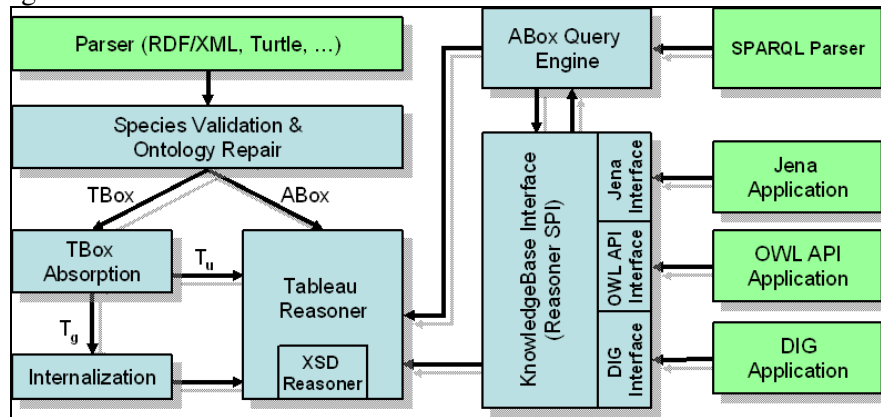 Parser (RDF/XML, Turtle, ...)
Species Validation &
Ontology Repair
TBox
ABox
TBox
Absorption
T_u
T_g
Internalization
Tableau
Reasoner
XSD
Reasoner
ABox Query
Engine
KnowledgeBase Interface
(Reasoner SPI)
Jena
Interface
OWL API
Interface
DIG
Interface
SPARQL Parser
Jena
Application
OWL API
Application
DIG
Application